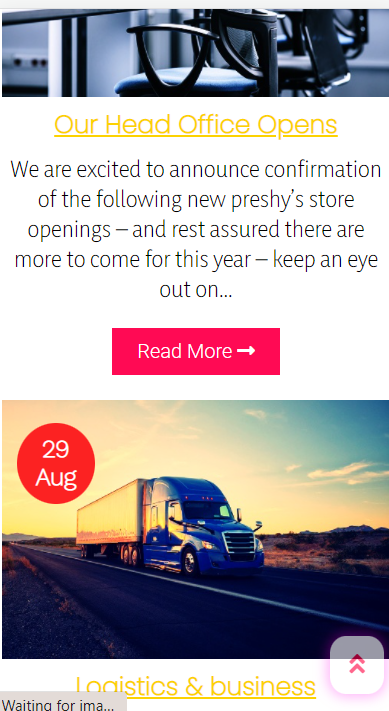 Our Head Office Opens
We are excited to announce confirmation
of the following new preshy’s store
openings – and rest assured there are
more to come for this year – keep an eye
out on...
Read More
29
Aug
Logistics & business
Waiting for ima...